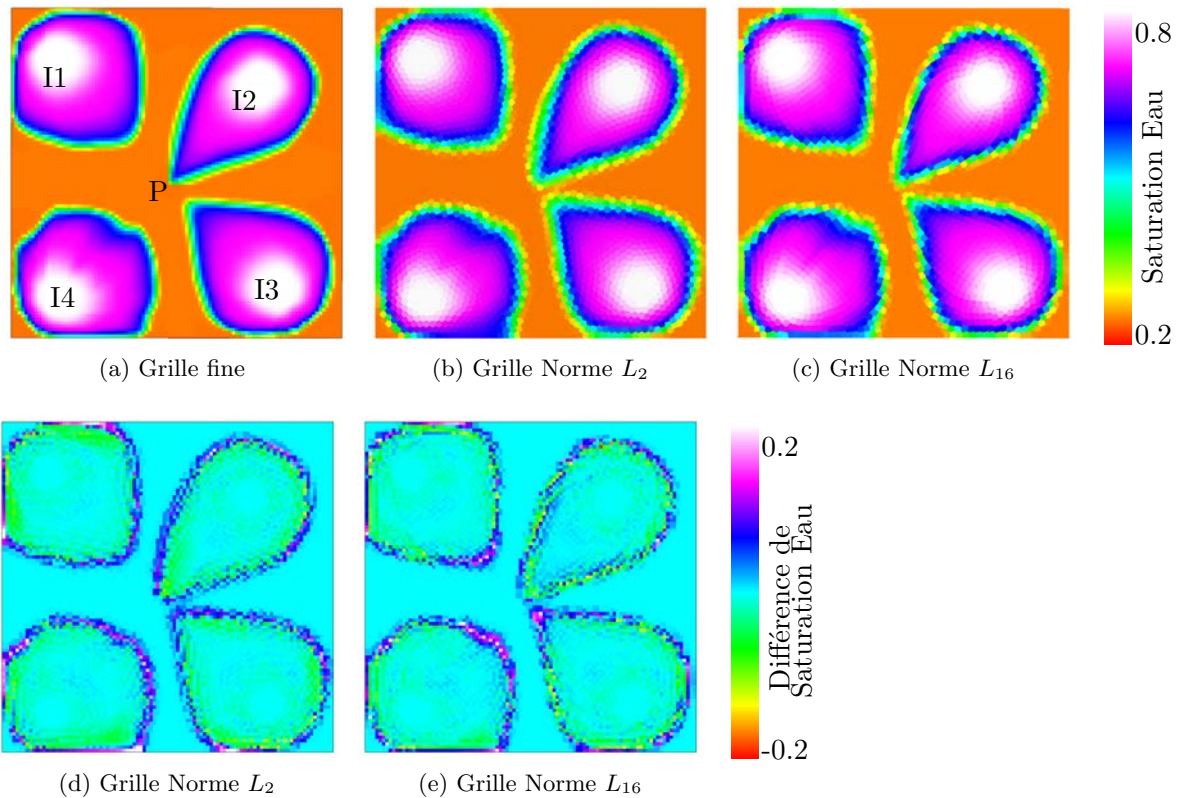 I1
I2
P
I4
I3
0.8
Saturation Eau
0.2
(a) Grille fine
(b) Grille Norme L2
(c) Grille Norme L16
0.2
Différence de
Saturation Eau
-0.2
(d) Grille Norme L2
(e) Grille Norme L16